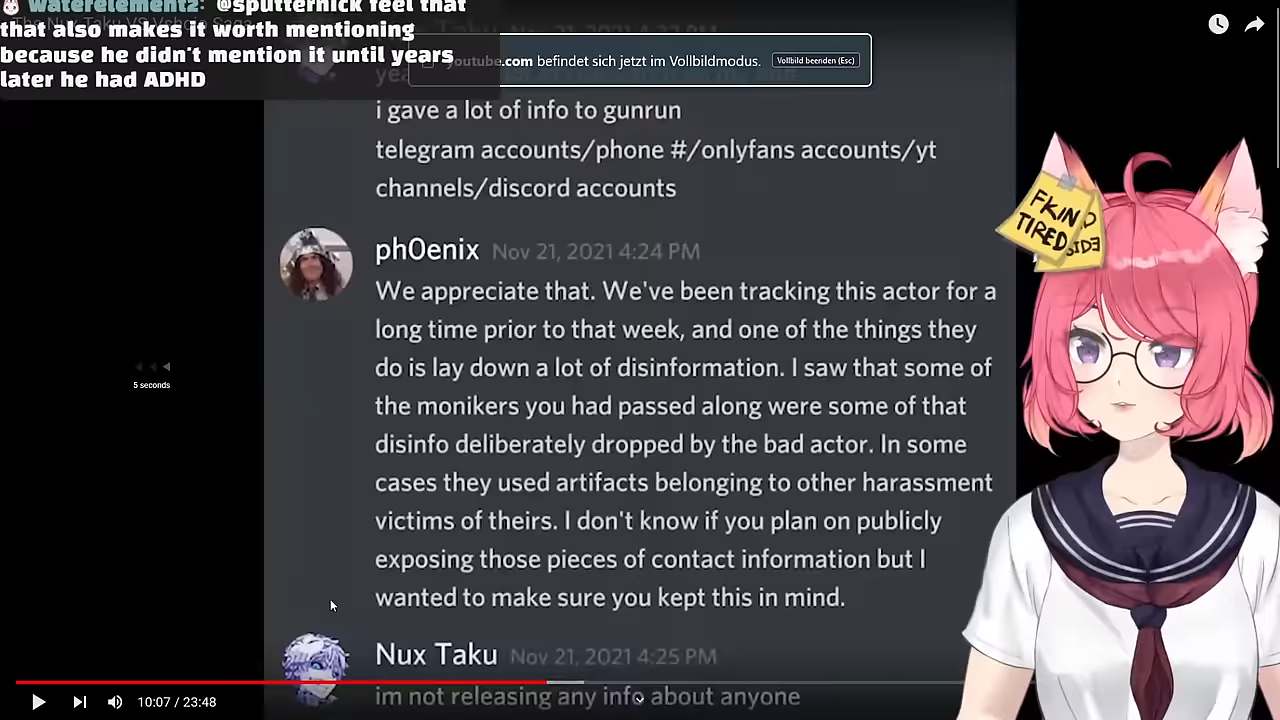 waterelement2: @sputternick feel that
that also makes it worth mentioning
because he didn't mention it until years
later he had ADHD
youtube.com befindet sich jetzt im Vollbildmodus. Vollbild beenden (Esc)
i gave a lot of info to gunrun
telegram accounts/phone #/onlyfans accounts/yt
channels/discord accounts
ph0enix Nov 21, 2021 4:24 PM
We appreciate that. We've been tracking this actor for a
long time prior to that week, and one of the things they
do is lay down a lot of disinformation. I saw that some of
the monikers you had passed along were some of that
disinfo deliberately dropped by the bad actor. In some
cases they used artifacts belonging to other harassment
victims of theirs. I don't know if you plan on publicly
exposing those pieces of contact information but I
wanted to make sure you kept this in mind.
Nux Taku Nov 21, 2021 4:25 PM
im not releasing any info about anyone
5 seconds
10:07 / 23:48
FKIN
TIRED